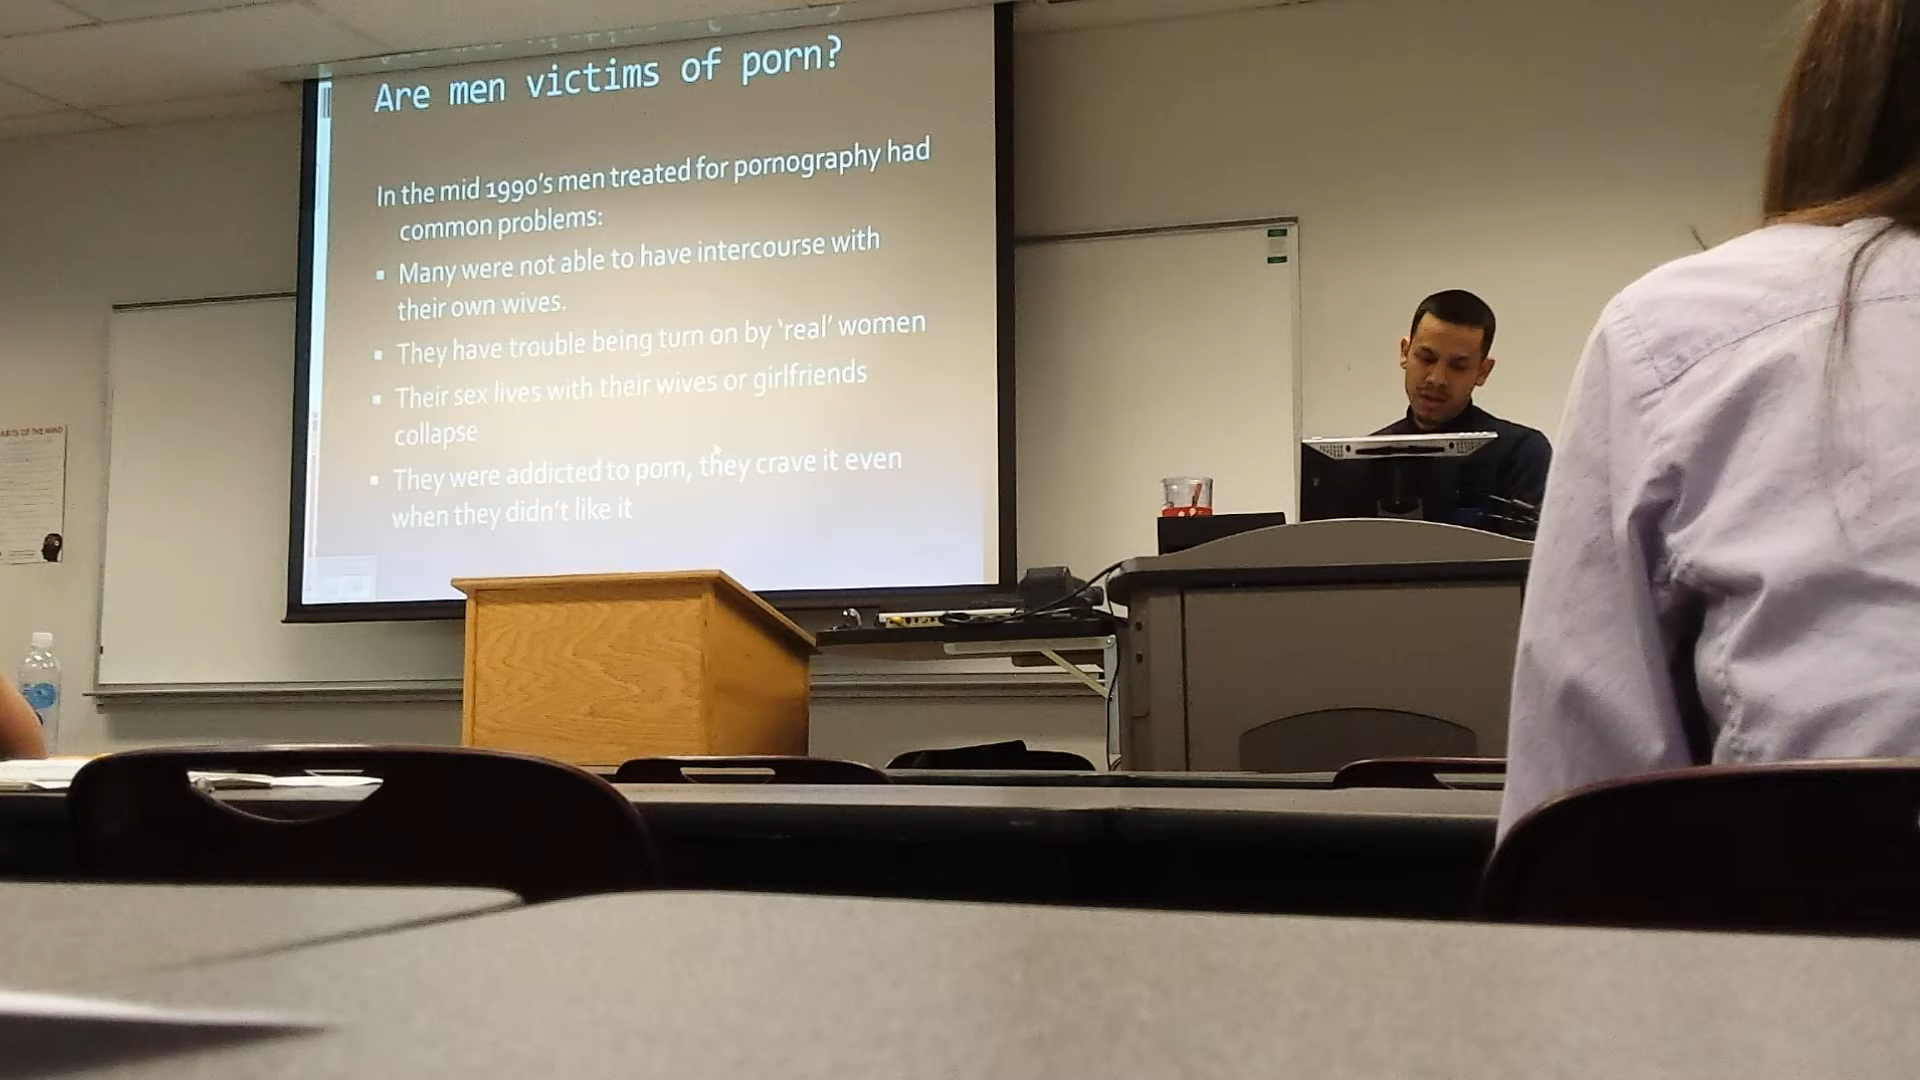 Are men victims of porn?
In the mid 1990's men treated for pornography had
common problems:
▪ Many were not able to have intercourse with
their own wives.
▪ They have trouble being turn on by 'real' women
▪ Their sex lives with their wives or girlfriends
collapse
▪ They were addicted to porn, they crave it even
when they didn't like it
OF THE MIND